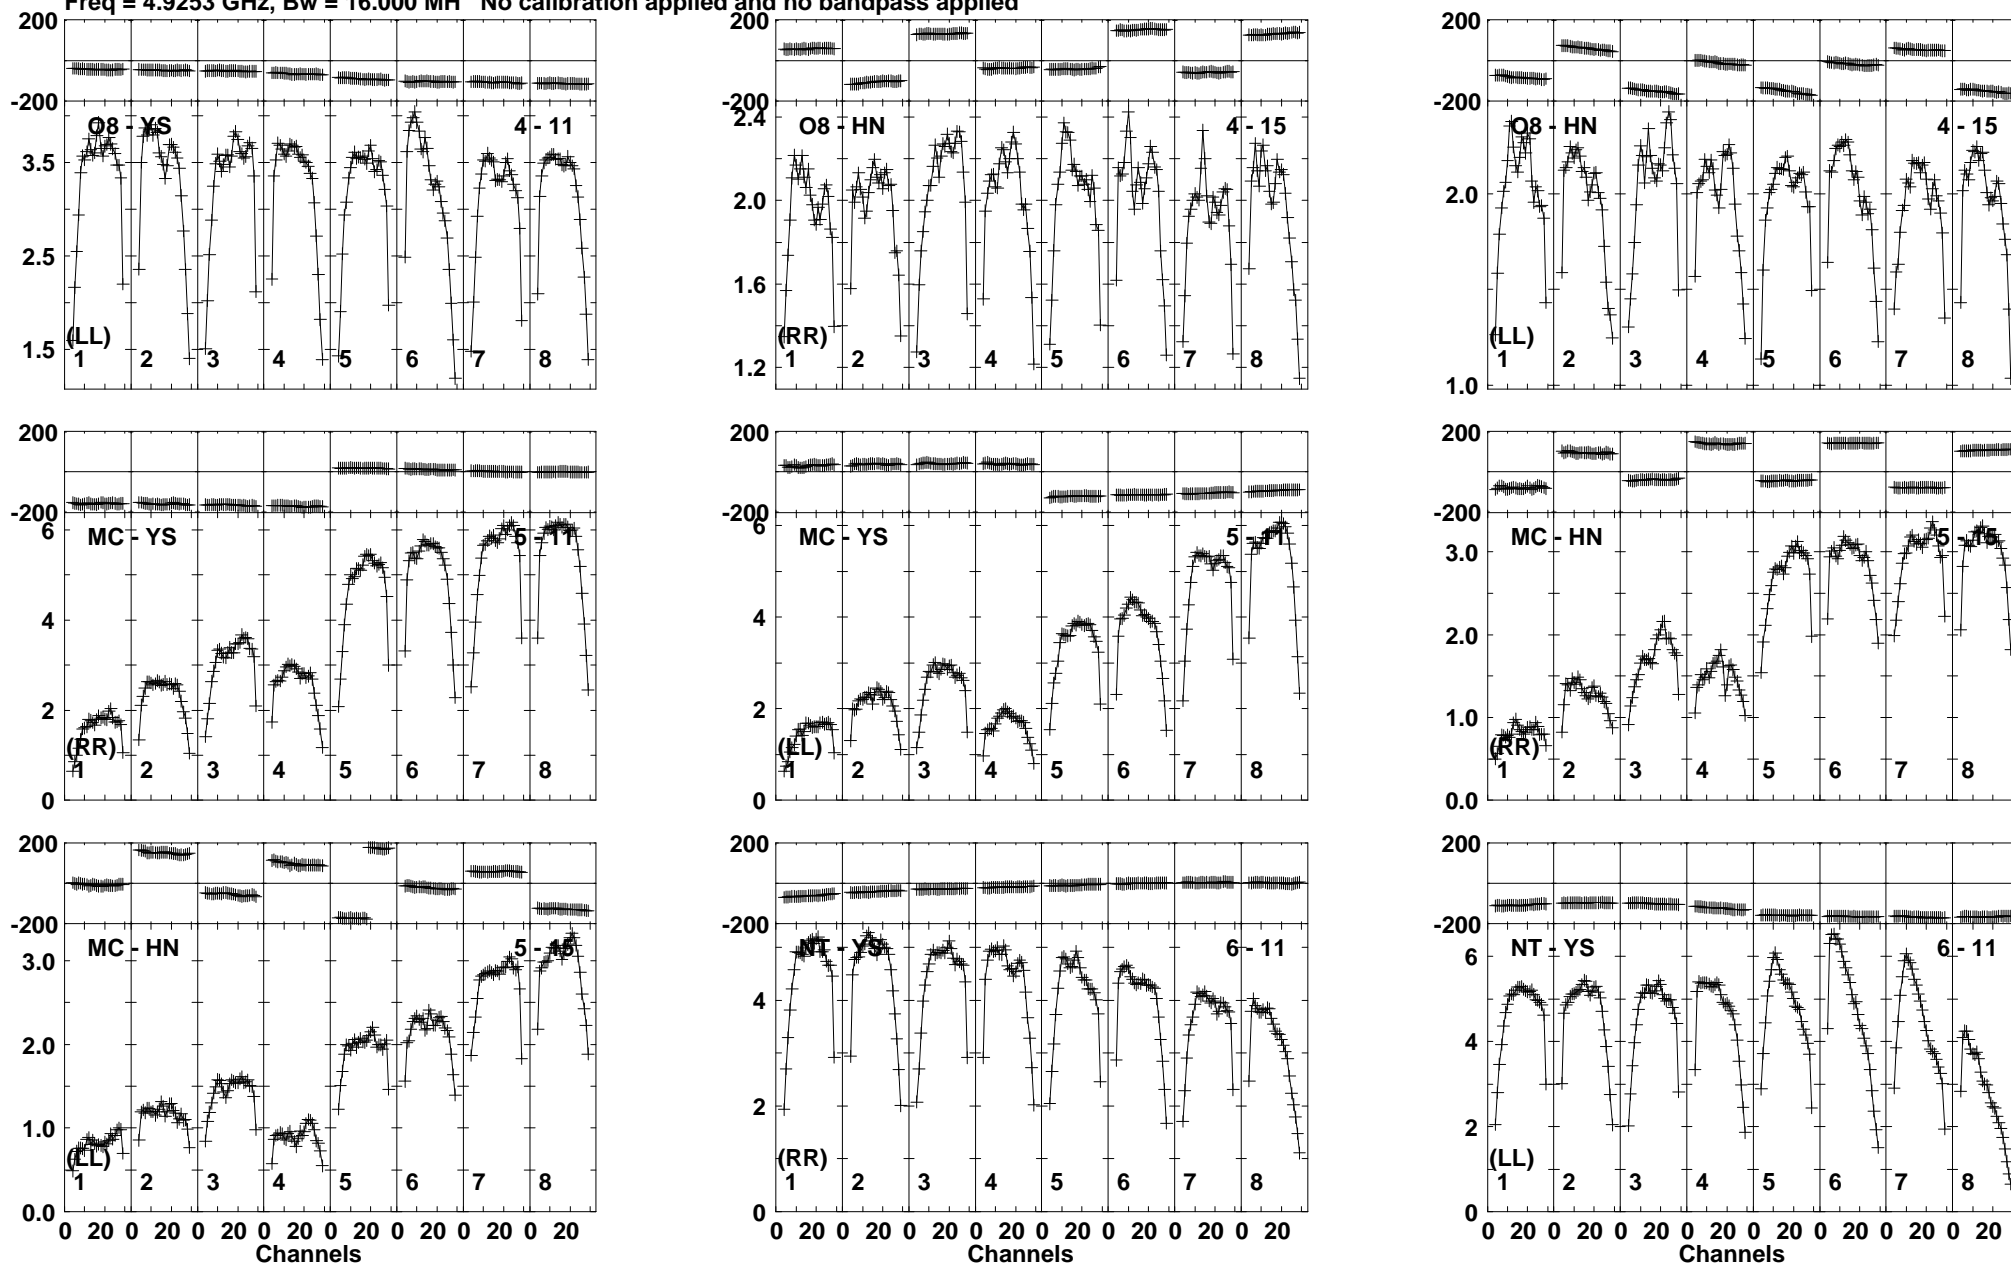 Freq = 4.9253 GHz, Bw = 16.000 MH No calibration applied and no bandpass applied
200 200 200
-200 -200 -200
O8 - YS 4 - 11 O8 - HN 4 - 15 O8 - HN 4 - 15
3.5 2.4 2.0
2.5 2.0 1.0
1.5 1.6
1.2
(LL) (RR) (LL)
1 2 3 4 5 6 7 8 1 2 3 4 5 6 7 8 1 2 3 4 5 6 7 8
200 200 200
-200 -200 -200
MC - YS 5 - 11 MC - YS 5 - 11 MC - HN 5 - 15
6 6 3.0
4 4 2.0
2 2 1.0
0 0 0.0
(RR) (LL) (RR)
1 2 3 4 5 6 7 8 1 2 3 4 5 6 7 8 1 2 3 4 5 6 7 8
200 200 200
-200 -200 -200
MC - HN 5 - 15 NT - YS 6 - 11 NT - YS 6 - 11
3.0 4 6
2.0 2 4
1.0 0 2
0.0 0
(LL) (RR) (LL)
1 2 3 4 5 6 7 8 1 2 3 4 5 6 7 8 1 2 3 4 5 6 7 8
0 20 0 20 0 20 0 20 0 20 0 20 0 20 0 20 0 20 0 20 0 20 0 20 0 20 0 20 0 20 0 20 0 20 0 20 0 20 0 20 0 20 0 20 0 20 0 20
Channels Channels Channels